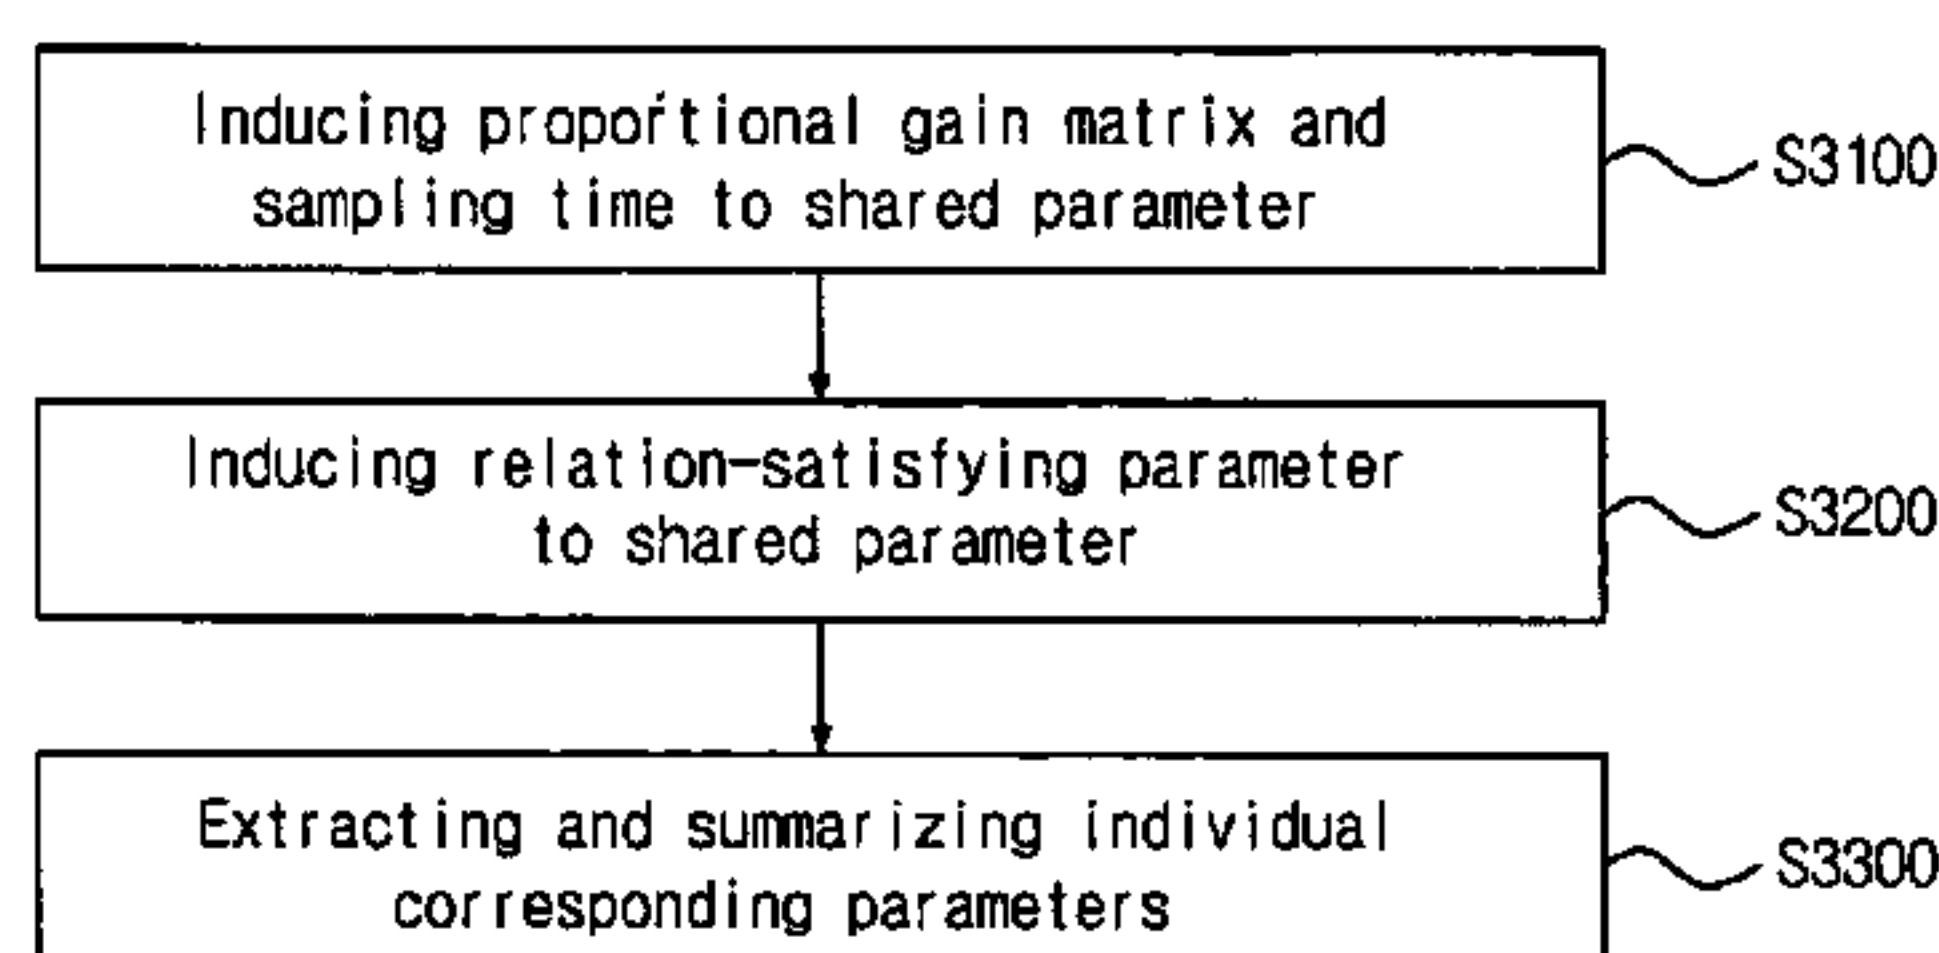 Inducing proportional gain matrix and
sampling time to shared parameter
S3100
Inducing relation-satisfying parameter
to shared parameter
S3200
Extracting and summarizing individual
corresponding parameters
S3300